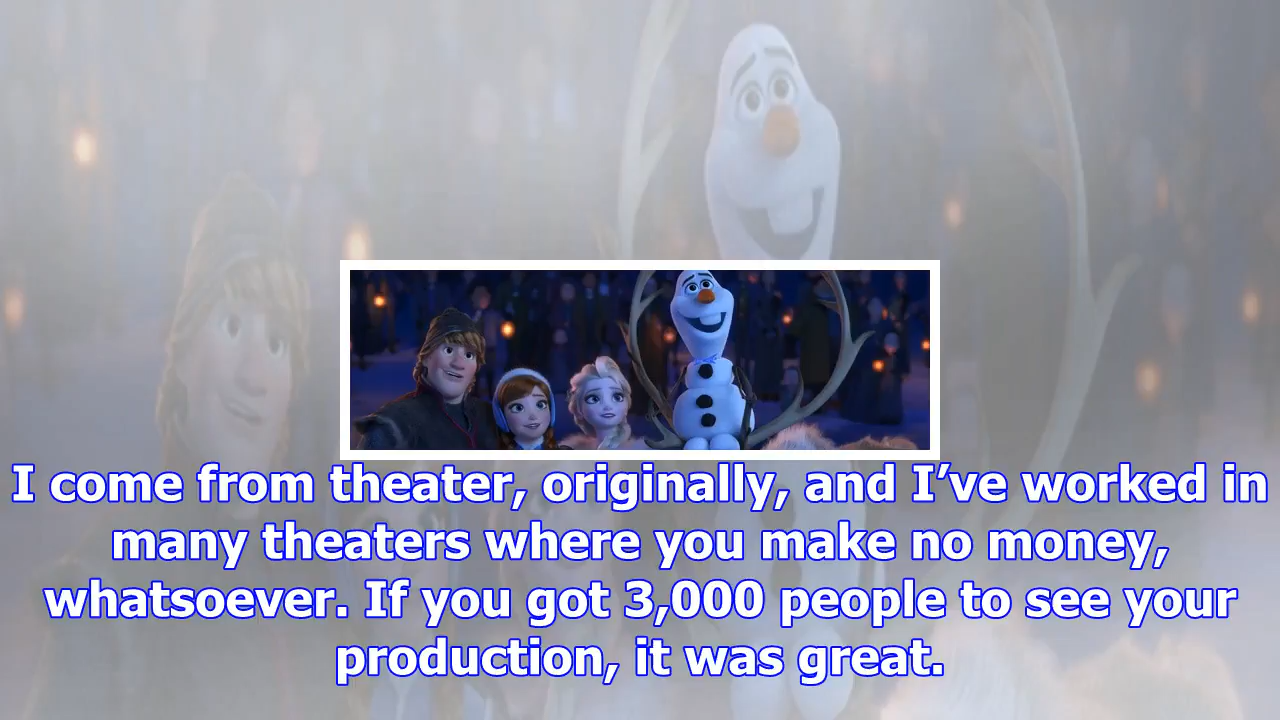 I come from theater, originally, and I’ve worked in
many theaters where you make no money,
whatsoever. If you got 3,000 people to see your
production, it was great.